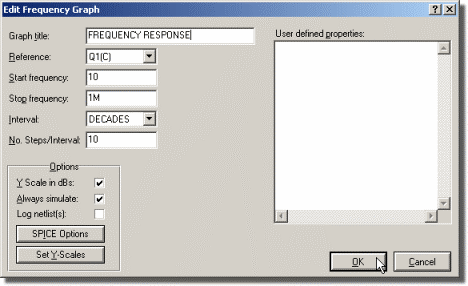 Edit Frequency Graph
Graph title: FREQUENCY RESPONSE
Reference: Q1(C)
Start frequency: 10
Stop frequency: 1M
Interval: DECADES
No. Steps/Interval: 10
Options
Y Scale in dBs:
Always simulate:
Log netlist(s):
SPICE Options
Set Y-Scales
User defined properties:
OK
Cancel